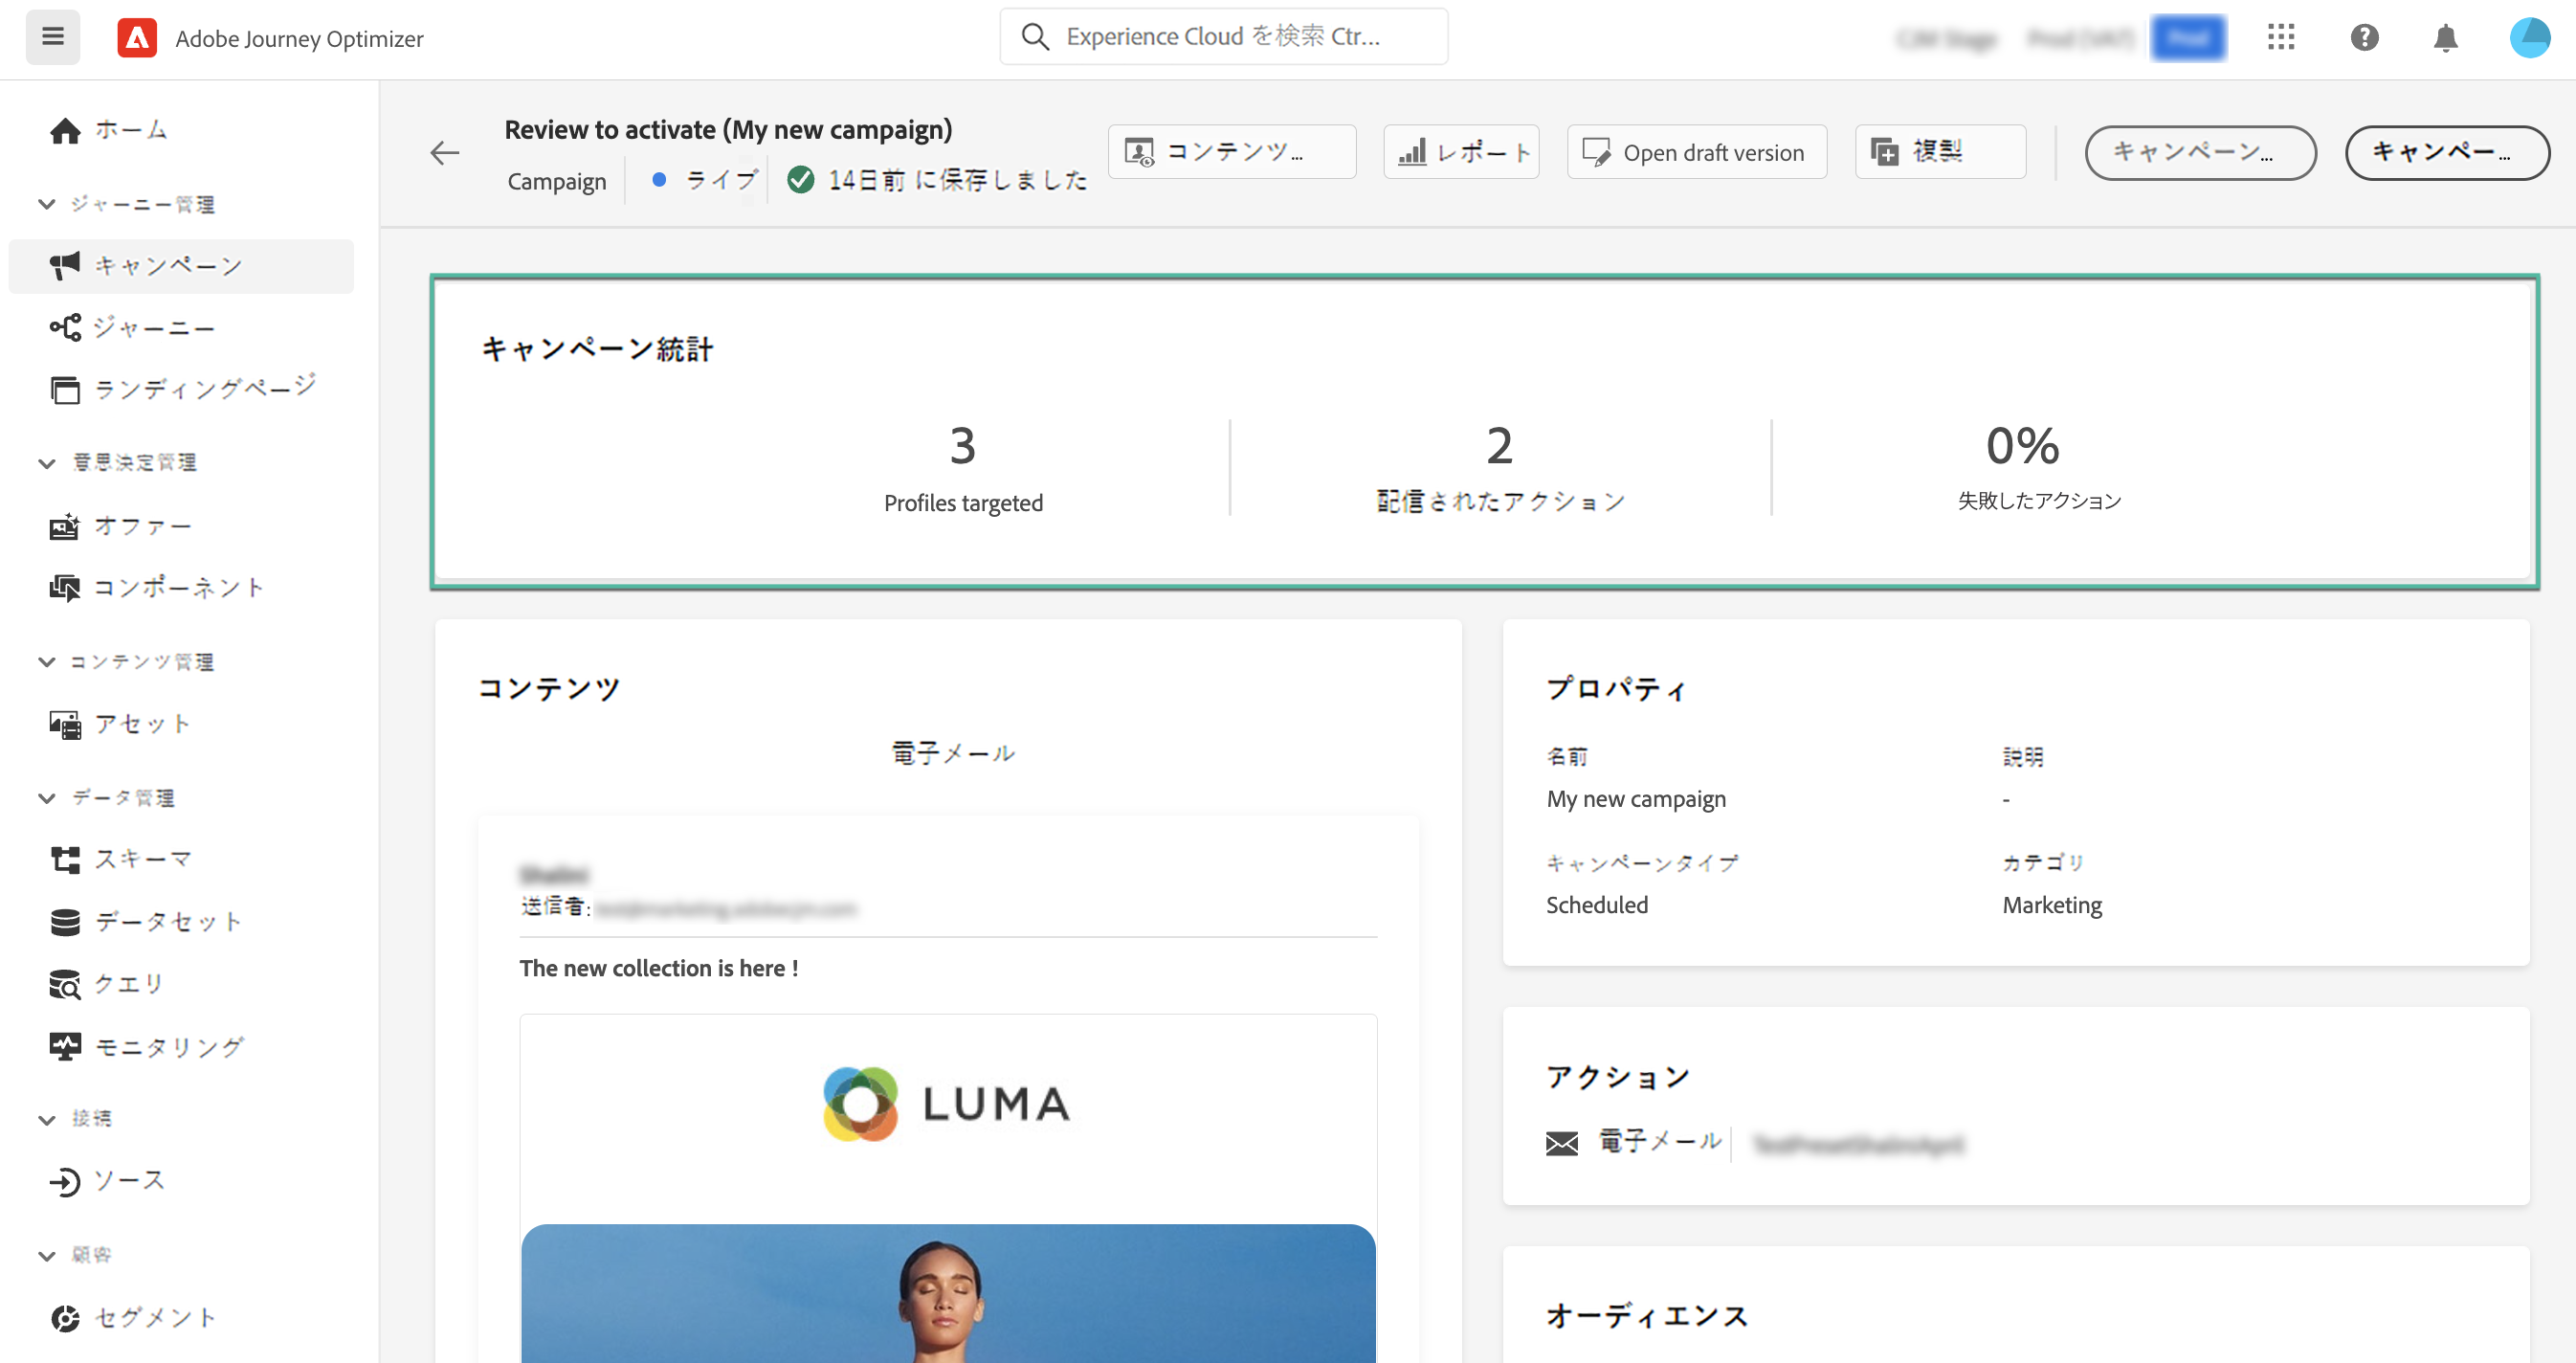 Adobe Journey Optimizer
Experience Cloud を検索 Ctr...
Prod
ホーム
ジャーニー管理
キャンペーン
ジャーニー
ランディングページ
意思決定管理
オファー
コンポーネント
コンテンツ管理
アセット
データ管理
スキーマ
データセット
クエリ
モニタリング
接続
ソース
顧客
セグメント
Review to activate (My new campaign)
Campaign
ライブ
14日前 に保存しました
コンテンツ...
レポート
Open draft version
複製
キャンペーン...
キャンペー...
キャンペーン統計
3
Profiles targeted
2
配信されたアクション
0%
失敗したアクション
コンテンツ
電子メール
送信者:
The new collection is here !
LUMA
プロパティ
名前
説明
My new campaign
-
キャンペーンタイプ
カテゴリ
Scheduled
Marketing
アクション
電子メール
オーディエンス